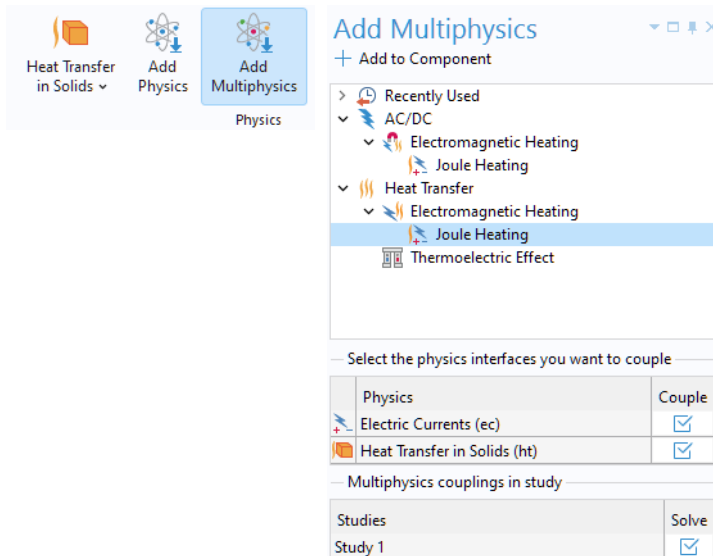 Heat Transfer
in Solids
Add
Physics
Add
Multiphysics
Physics
Add Multiphysics
+ Add to Component
Recently Used
AC/DC
Electromagnetic Heating
Joule Heating
Heat Transfer
Electromagnetic Heating
Joule Heating
Thermoelectric Effect
Select the physics interfaces you want to couple
Physics Couple
Electric Currents (ec)
Heat Transfer in Solids (ht)
Multiphysics couplings in study
Studies Solve
Study 1